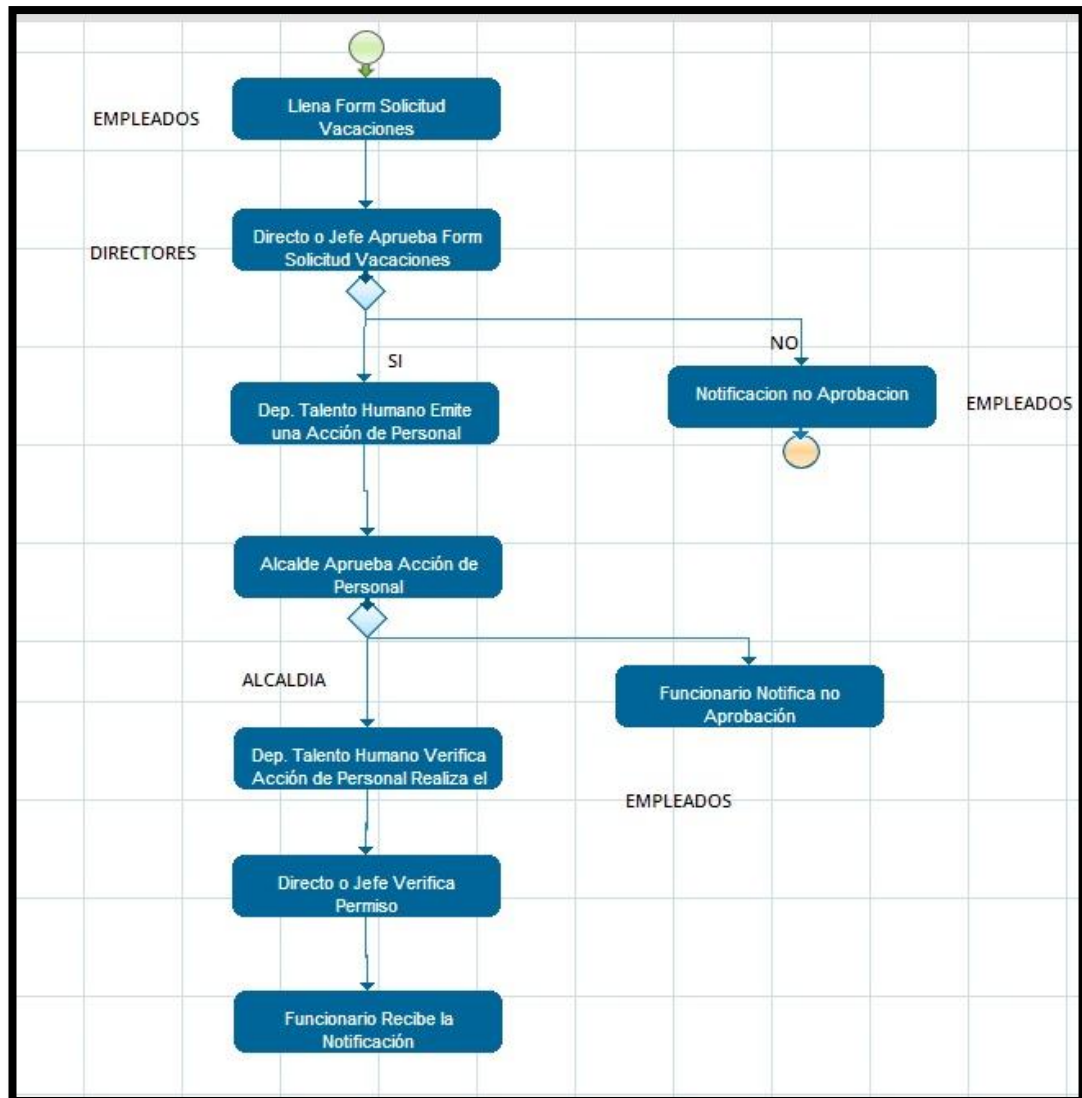 Llena Form Solicitud
Vacaciones
EMPLEADOS
Directo o Jefe Aprueba Form
Solicitud Vacaciones
DIRECTORES
SI
NO
Dep. Talento Humano Emite
una Acción de Personal
Notificacion no Aprobacion
EMPLEADOS
Alcalde Aprueba Acción de
Personal
ALCALDIA
Funcionario Notifica no
Aprobación
Dep. Talento Humano Verifica
Acción de Personal Realiza el
EMPLEADOS
Directo o Jefe Verifica
Permiso
Funcionario Recibe la
Notificación